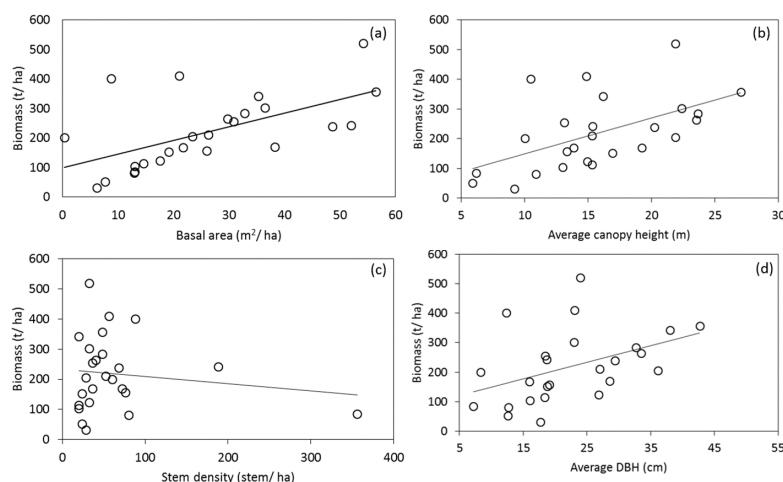 600
500
400
300
200
100
0
Biomass (t/ ha)
(a)
0 10 20 30 40 50 60
Basal area (m²/ ha)
600
500
400
300
200
100
0
Biomass (t/ ha)
(b)
5 10 15 20 25 30
Average canopy height (m)
600
500
400
300
200
100
0
Biomass (t/ ha)
(c)
0 100 200 300 400
Stem density (stem/ ha)
600
500
400
300
200
100
0
Biomass (t/ ha)
(d)
5 15 25 35 45 55
Average DBH (cm)